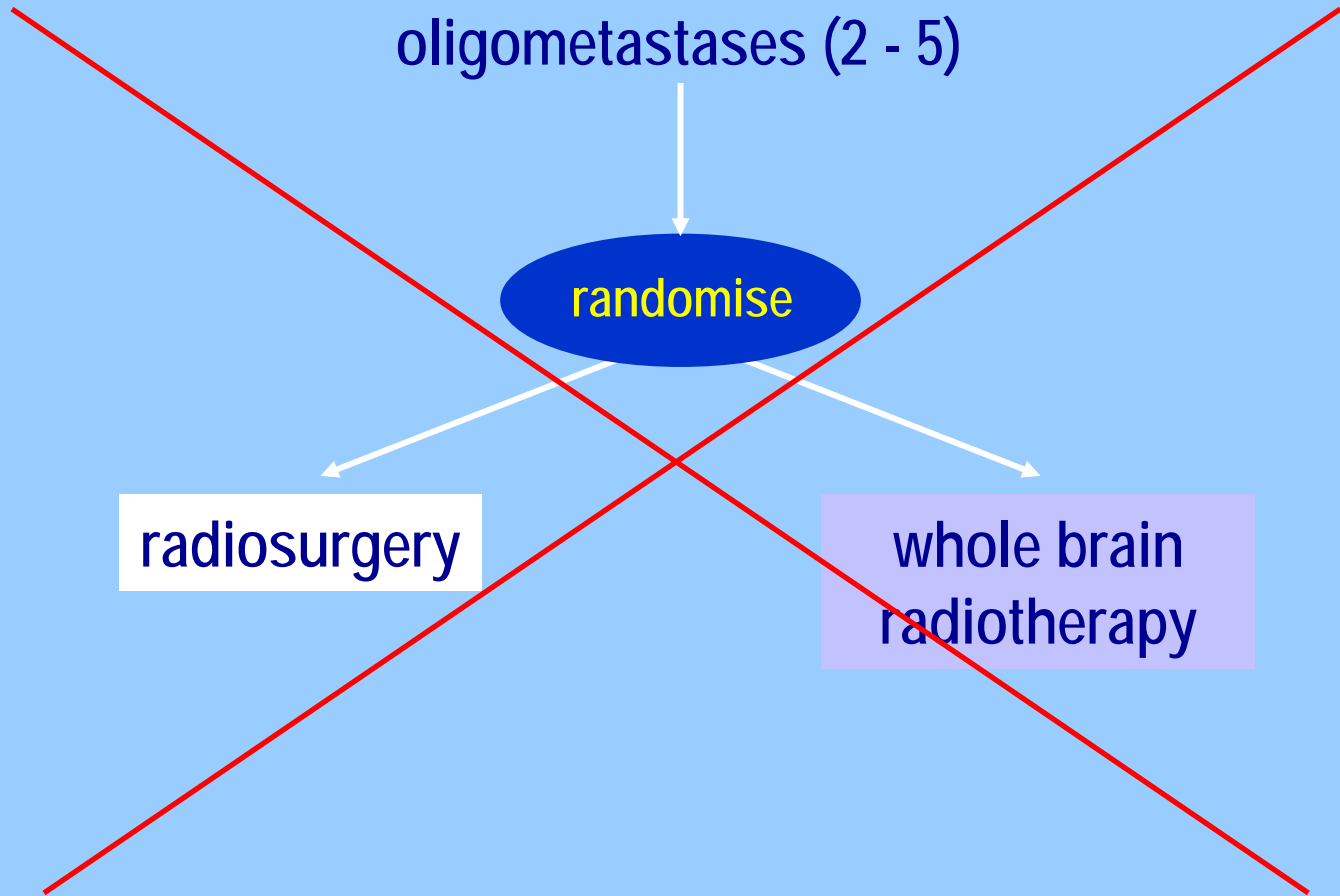 oligometastases (2 - 5)
randomise
radiosurgery
whole brain
radiotherapy